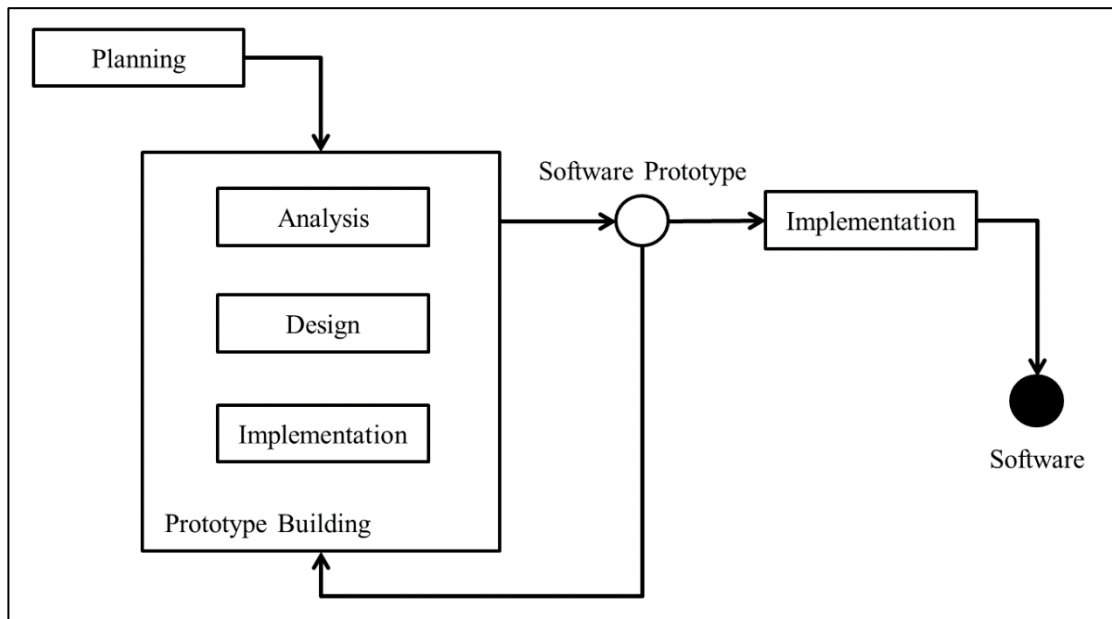 Planning
Analysis
Design
Implementation
Prototype Building
Software Prototype
Implementation
Software